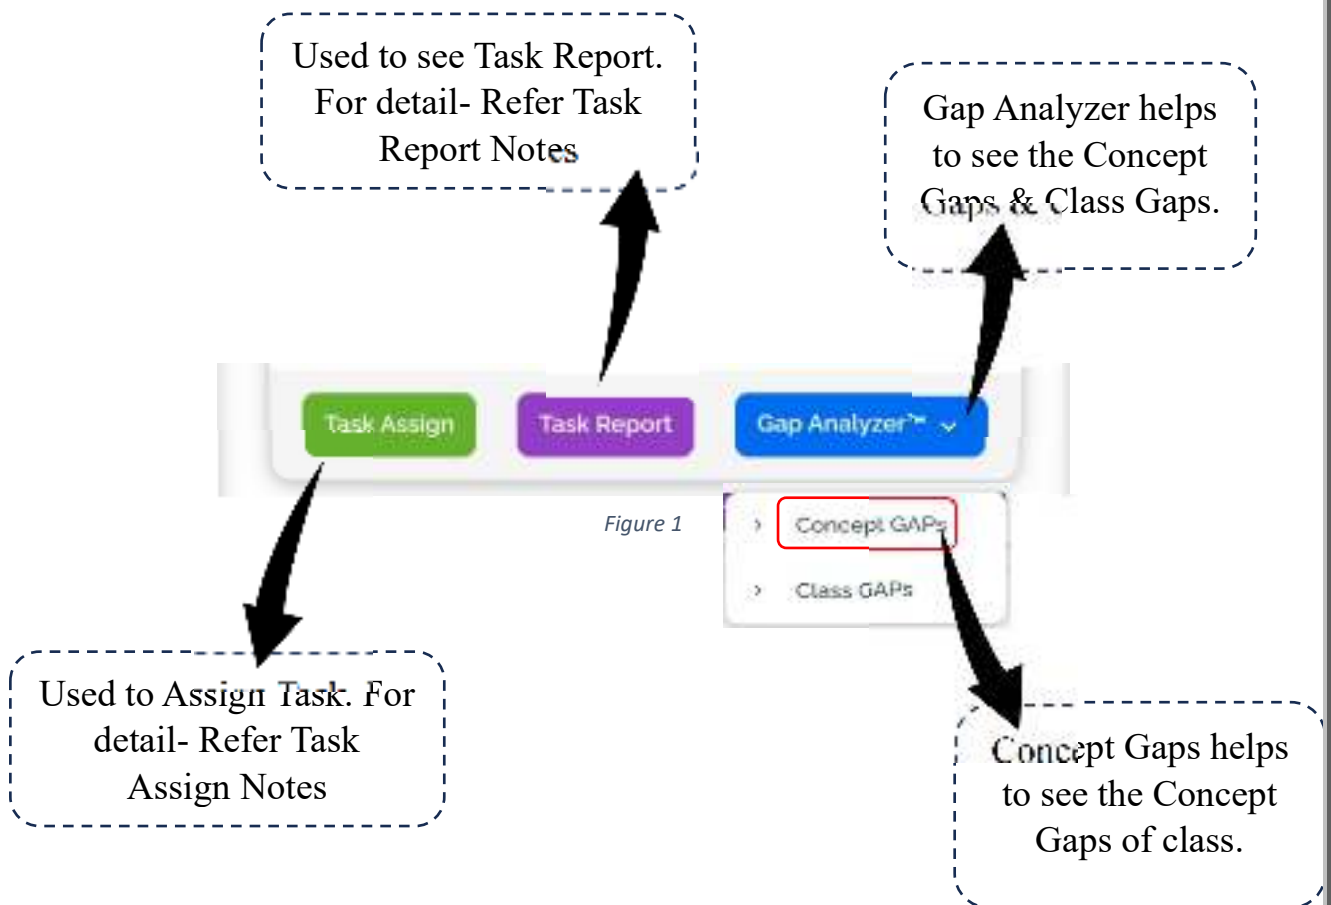 Used to see Task Report.
For detail- Refer Task
Report Notes
Gap Analyzer helps
to see the Concept
Gaps & Class Gaps.
Task Assign
Task Report
Gap Analyzer™
Figure 1
Concept GAPs
Class GAPs
Used to Assign Task. For
detail- Refer Task
Assign Notes
Concept Gaps helps
to see the Concept
Gaps of class.